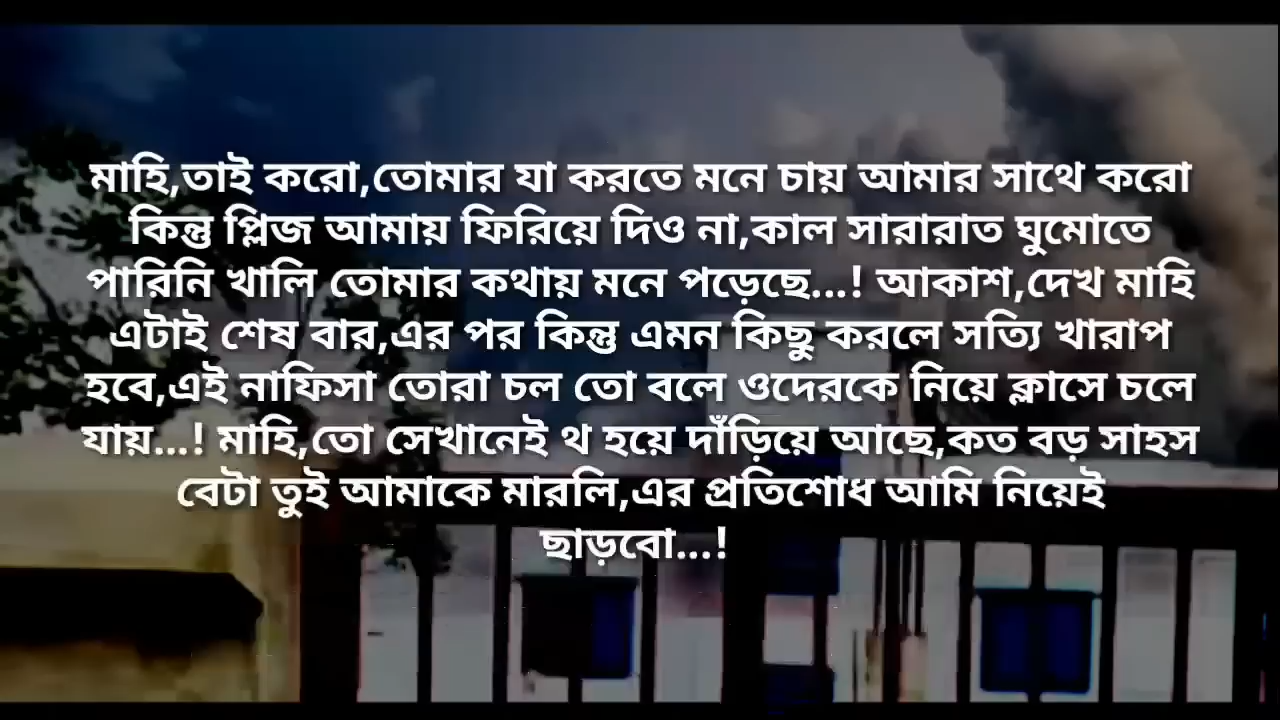 মাহি,তাই করো,তোমার যা করতে মনে চায় আমার সাথে করো
কিন্তু প্লিজ আমায় ফিরিয়ে দিও না,কাল সারারাত ঘুমোতে
পারিনি খালি তোমার কথায় মনে পড়েছে...! আকাশ,দেখ মাহি
এটাই শেষ বার,এর পর কিন্তু এমন কিছু করলে সত্যি খারাপ
হবে,এই নাফিসা তোরা চল তো বলে ওদেরকে নিয়ে ক্লাসে চলে
যায়...! মাহি,তো সেখানেই থ হয়ে দাঁড়িয়ে আছে,কত বড় সাহস
বেটা তুই আমাকে মারলি,এর প্রতিশোধ আমি নিয়েই
ছাড়বো...!